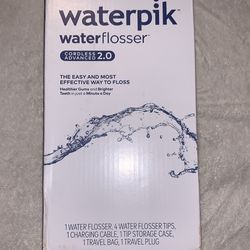 waterpik™
waterflosser™
CORDLESS
ADVANCED 2.0
THE EASY AND MOST
EFFECTIVE WAY TO FLOSS
Healthier Gums and Brighter
Teeth in just a Minute a Day
1 WATER FLOSSER, 4 WATER FLOSSER TIPS,
1 CHARGING CABLE, 1 TIP STORAGE CASE,
1 TRAVEL BAG, 1 TRAVEL PLUG